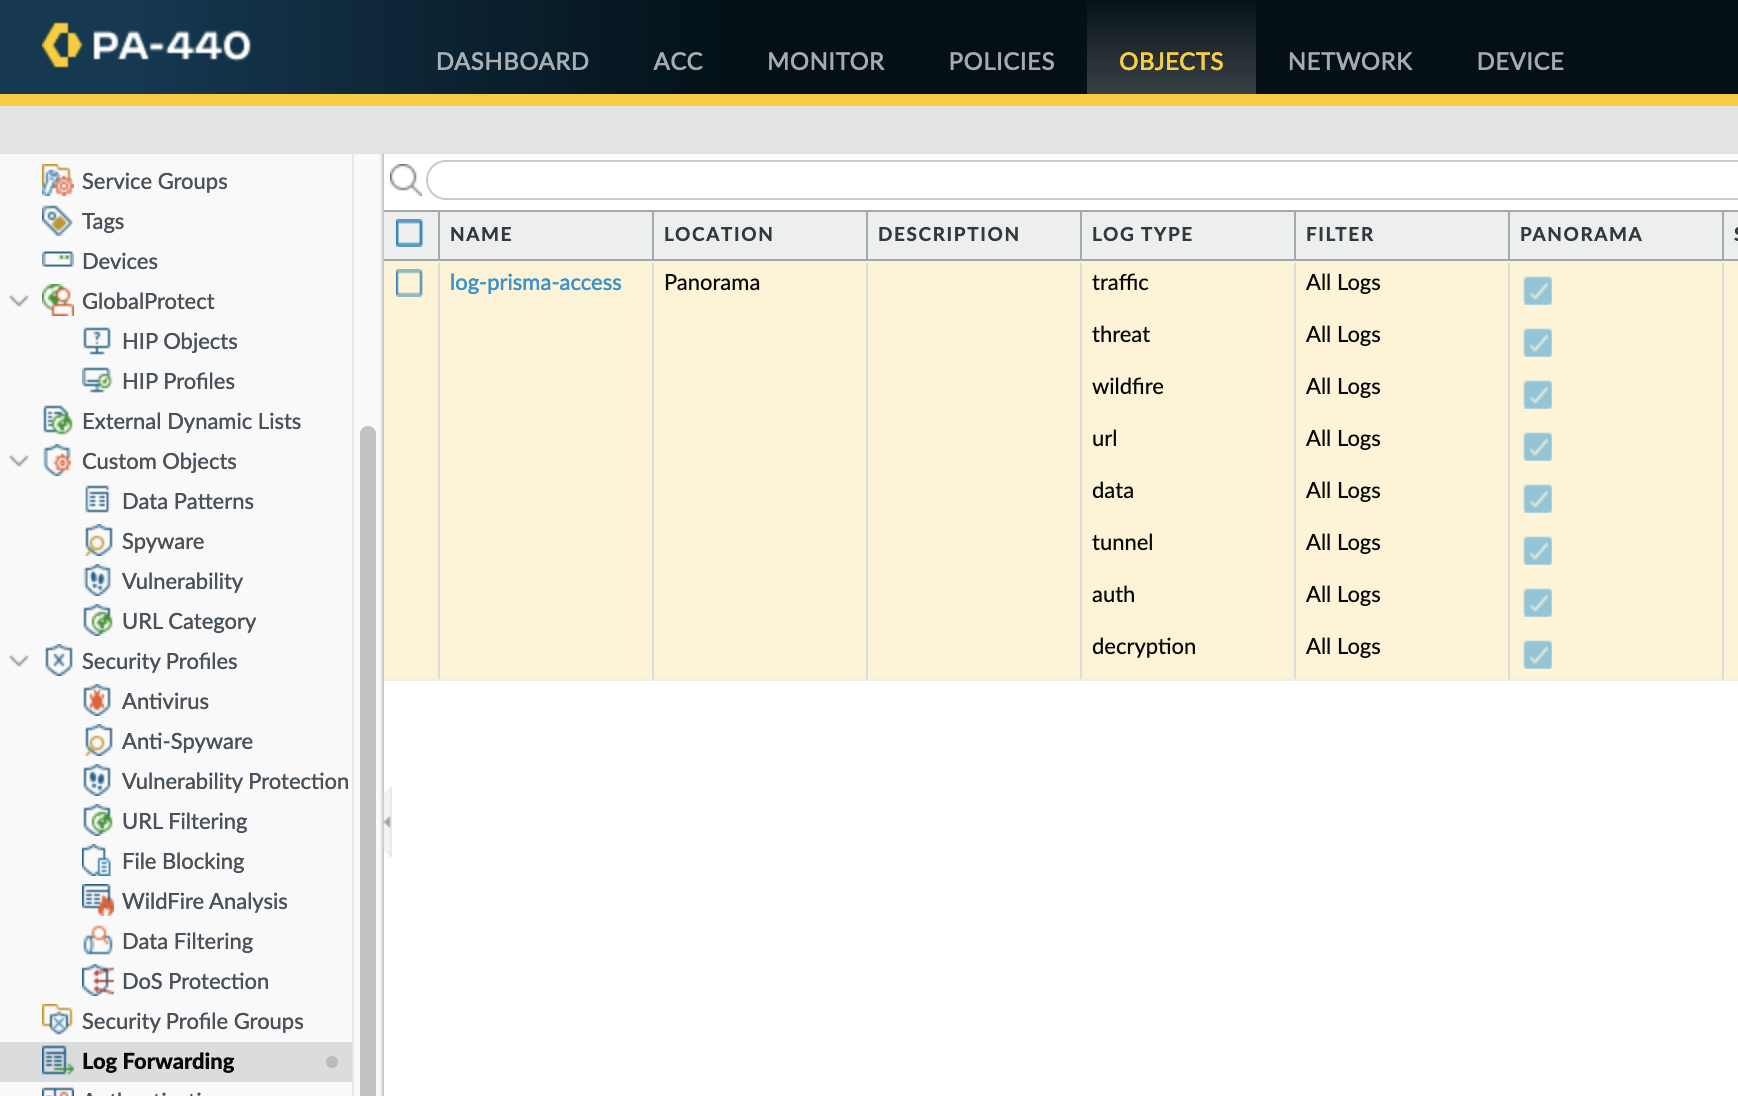 PA-440
DASHBOARD ACC MONITOR POLICIES OBJECTS NETWORK DEVICE
Service Groups
Tags
Devices
GlobalProtect
HIP Objects
HIP Profiles
External Dynamic Lists
Custom Objects
Data Patterns
Spyware
Vulnerability
URL Category
Security Profiles
Antivirus
Anti-Spyware
Vulnerability Protection
URL Filtering
File Blocking
WildFire Analysis
Data Filtering
DoS Protection
Security Profile Groups
Log Forwarding
NAME LOCATION DESCRIPTION LOG TYPE FILTER PANORAMA
log-prisma-access Panorama traffic All Logs
threat All Logs
wildfire All Logs
url All Logs
data All Logs
tunnel All Logs
auth All Logs
decryption All Logs